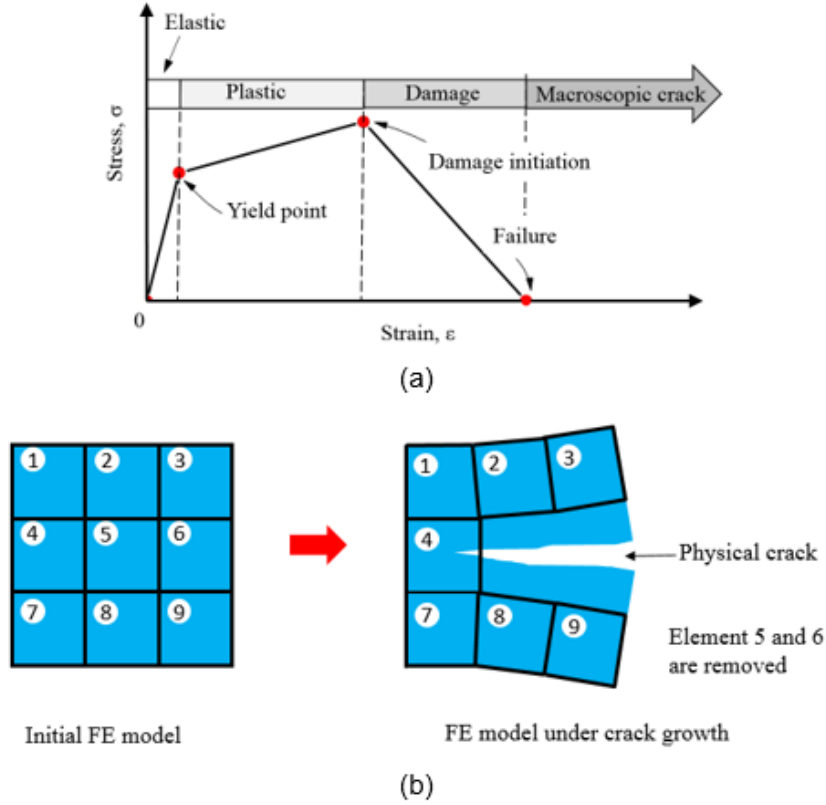 Elastic
Plastic
Damage
Macroscopic crack
Stress, σ
Damage initiation
Yield point
Failure
0
Strain, ε
(a)
1 2 3
4 5 6
7 8 9
1 2 3
4
7 8 9
Physical crack
Element 5 and 6
are removed
Initial FE model
FE model under crack growth
(b)